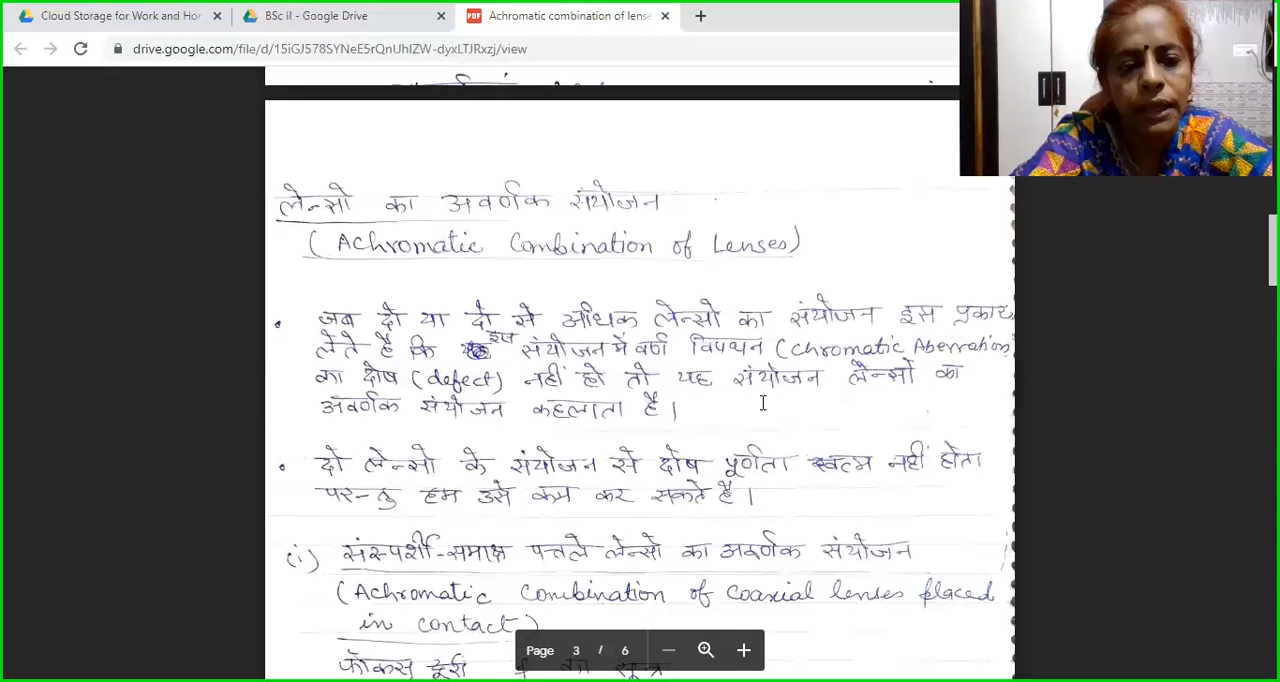 Cloud Storage for Work and Hor
BSc iI - Google Drive
Achromatic combination of lense
drive.google.com/file/d/15iGJ578SYNeE5rQnUhIZW-dyxLTJRxzj/view
लेन्सो का अवर्णक संयोजन
(Achromatic Combination of Lenses)
जब दो या दो से अधिक लेन्सो का संयोजन इस प्रकार
लेते है कि इस संयोजन में वर्ण विपथन (chromatic Aberration)
का दोष (defect) नहीं हो तो यह संयोजन लैन्सों का
अवर्णक संयोजन कहलाता है।
दो लेन्सो के संयोजन से दोष पूर्णता खत्म नहीं होता
परन्तु हम उसे कम कर सकते है।
(i) संस्पर्शी-समाक्ष पत्तले लेन्सो का अवर्णक संयोजन
(Achromatic combination of coaxial lenses placed
in contact)
फोकस दूरी का सूत्र
Page 3 / 6